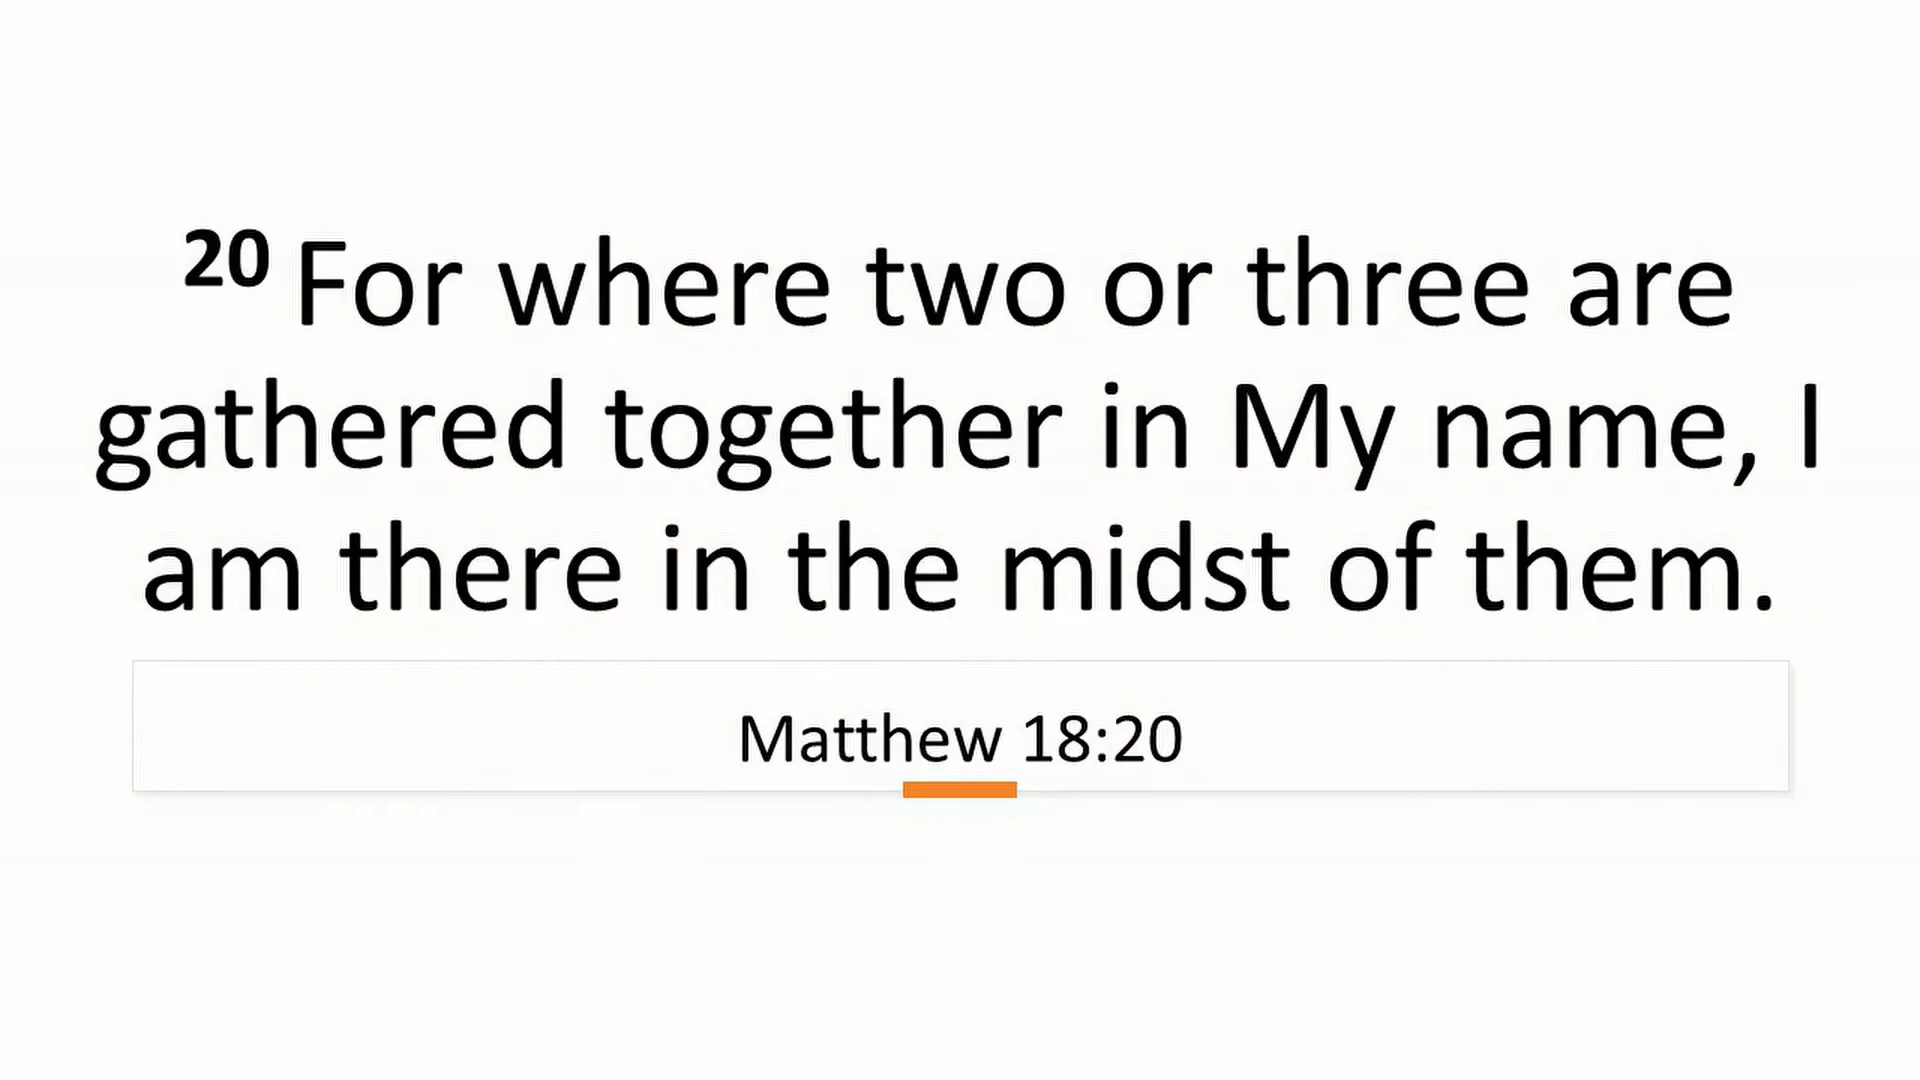 20 For where two or three are
gathered together in My name, I
am there in the midst of them.
Matthew 18:20